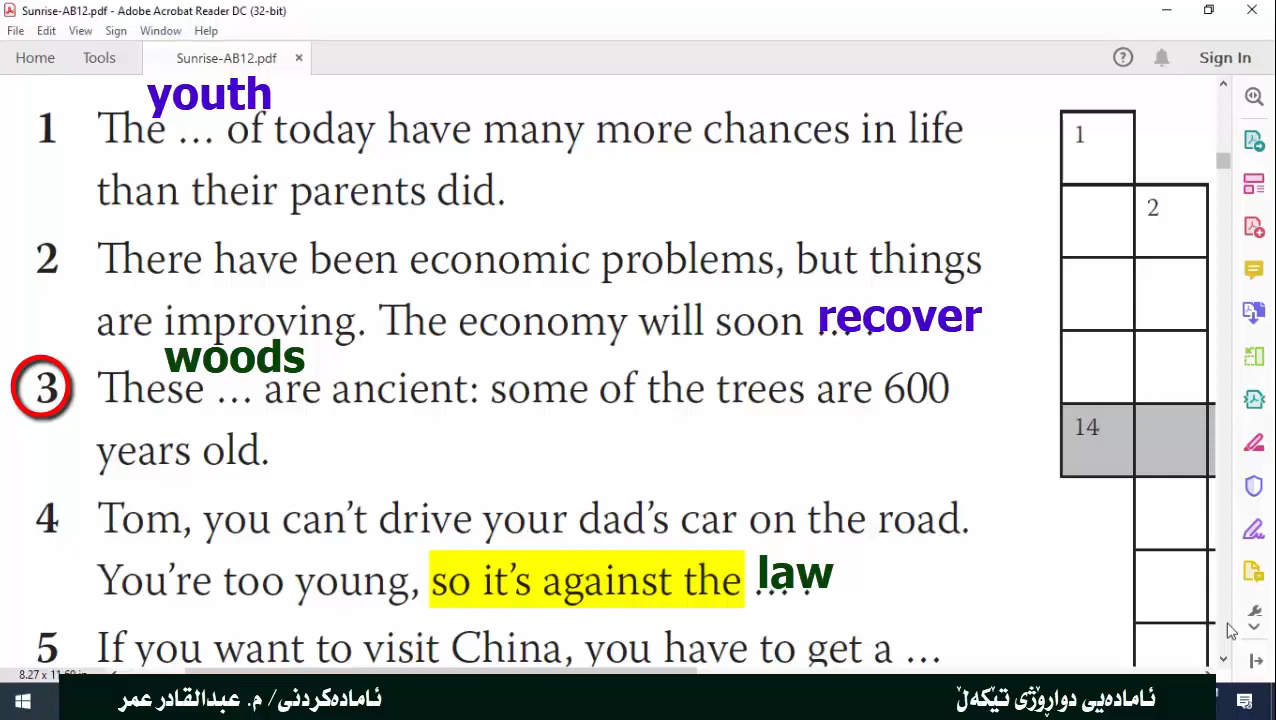 Sunrise-AB12.pdf - Adobe Acrobat Reader DC (32-bit)
File Edit View Sign Window Help
Home Tools Sunrise-AB12.pdf × Sign In
youth
1 The … of today have many more chances in life
than their parents did.
2 There have been economic problems, but things
are improving. The economy will soon … .
recover
woods
3 These … are ancient: some of the trees are 600
years old.
4 Tom, you can't drive your dad's car on the road.
You're too young, so it's against the … .
law
5 If you want to visit China, you have to get a …
1
2
14
ئامادەکردنی/ م. عبدالقادر عمر
ئامادەیی دواڕۆژی تێکەڵ